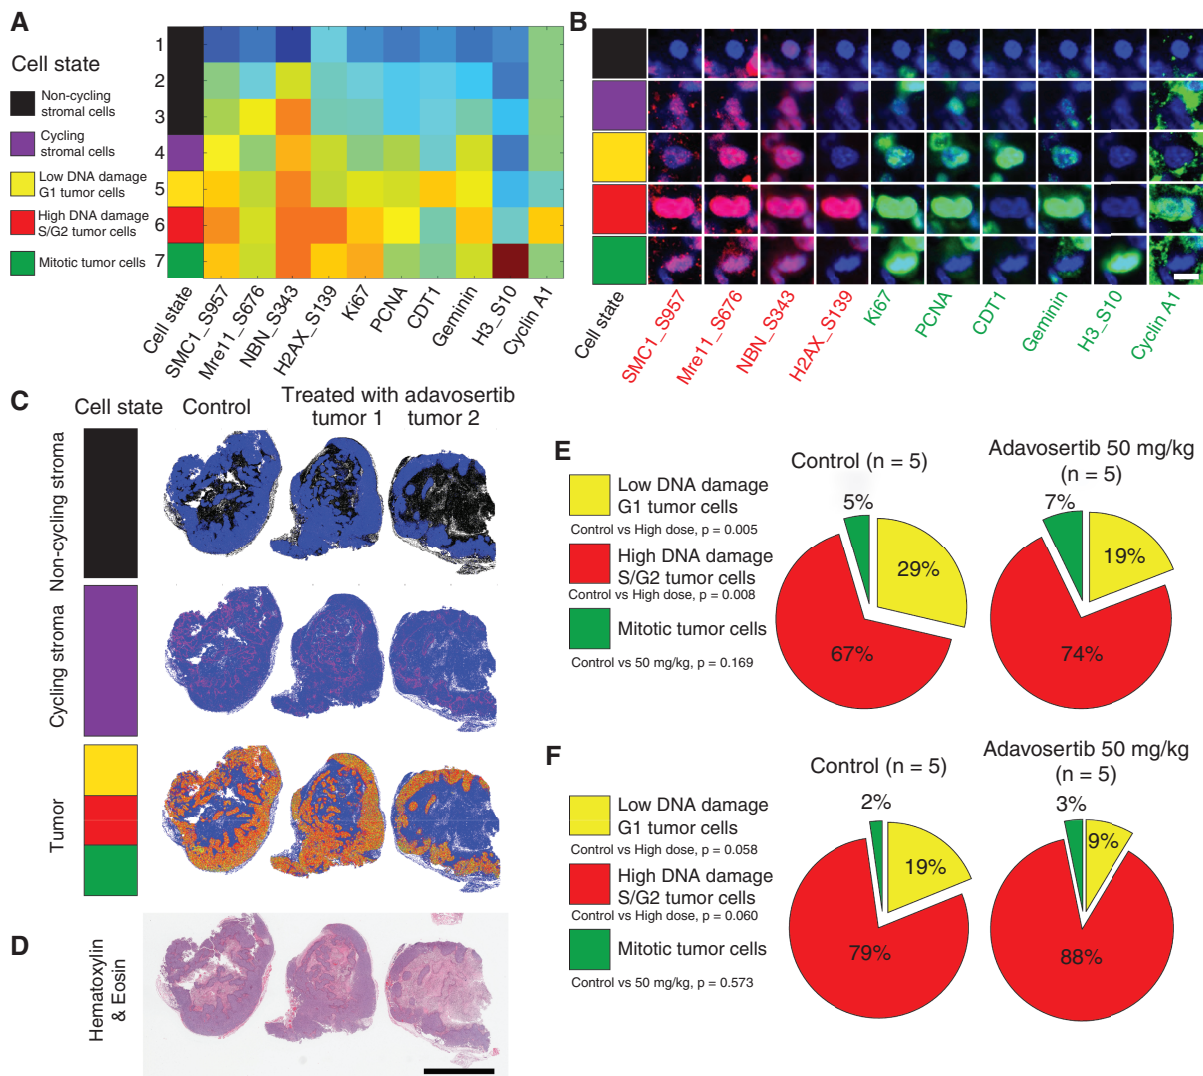 A
Cell state
Non-cycling
stromal cells
Cycling
stromal cells
Low DNA damage
G1 tumor cells
High DNA damage
S/G2 tumor cells
Mitotic tumor cells
1
2
3
4
5
6
7
Cell state
SMC1_S957
Mre11_S676
NBN_S343
H2AX_S139
Ki67
PCNA
CDT1
Geminin
H3_S10
Cyclin A1
B
Cell state
SMC1_S957
Mre11_S676
NBN_S343
H2AX_S139
Ki67
PCNA
CDT1
Geminin
H3_S10
Cyclin A1
C
Cell state
Control
Treated with adavosertib
tumor 1
tumor 2
Non-cycling stroma
Cycling stroma
Tumor
D
Hematoxylin
& Eosin
E
Low DNA damage
G1 tumor cells
Control vs High dose, p = 0.005
High DNA damage
S/G2 tumor cells
Control vs High dose, p = 0.008
Mitotic tumor cells
Control vs 50 mg/kg, p = 0.169
Control (n = 5)
5%
29%
67%
Adavosertib 50 mg/kg
(n = 5)
7%
19%
74%
F
Low DNA damage
G1 tumor cells
Control vs High dose, p = 0.058
High DNA damage
S/G2 tumor cells
Control vs High dose, p = 0.060
Mitotic tumor cells
Control vs 50 mg/kg, p = 0.573
Control (n = 5)
2%
19%
79%
Adavosertib 50 mg/kg
(n = 5)
3%
9%
88%